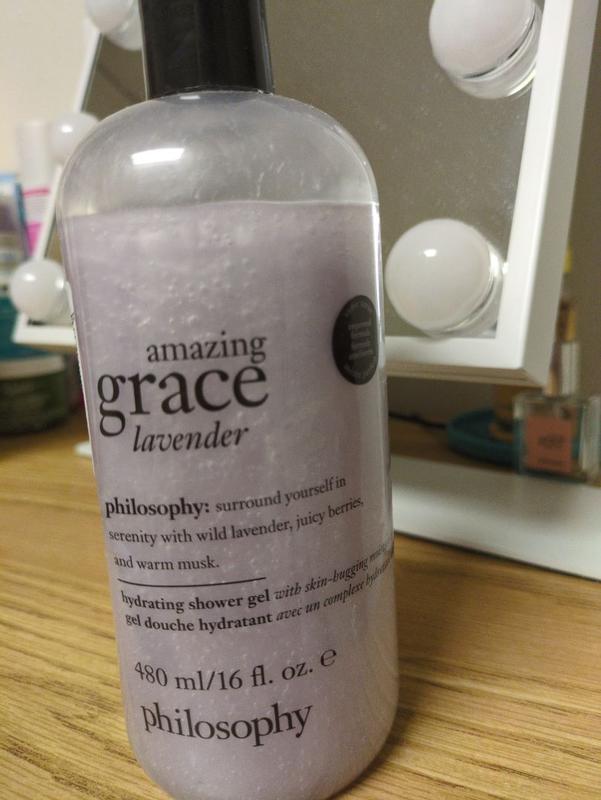 amazing
grace
lavender
philosophy: surround yourself in
serenity with wild lavender, juicy berries,
and warm musk.
hydrating shower gel with skin-hugging
gel douche hydratant avec un complexe
480 ml/16 fl. oz. ℮
philosophy